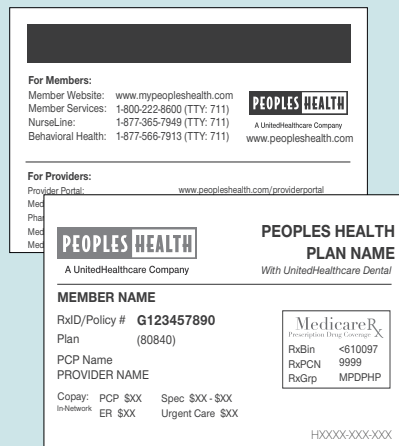 For Members:
Member Website: www.mypeopleshealth.com
Member Services: 1-800-222-8600 (TTY: 711)
NurseLine: 1-877-365-7949 (TTY: 711)
Behavioral Health: 1-877-566-7913 (TTY: 711)
PEOPLES HEALTH
A UnitedHealthcare Company
www.peopleshealth.com
For Providers:
Provider Portal: www.peopleshealth.com/providerportal
PEOPLES HEALTH
A UnitedHealthcare Company
PEOPLES HEALTH
PLAN NAME
With UnitedHealthcare Dental
MEMBER NAME
RxID/Policy # G123457890
Plan (80840)
PCP Name
PROVIDER NAME
Copay: PCP $XX Spec $XX - $XX
In-Network ER $XX Urgent Care $XX
MedicareRx
Prescription Drug Coverage
RxBin <610097
RxPCN 9999
RxGrp MPDPHP
HXXXX-XXX-XXX